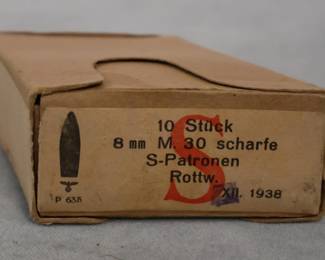 10 Stück
8 mm M. 30 scharfe
S-Patronen
Rottw.
XII. 1938
S
P 635